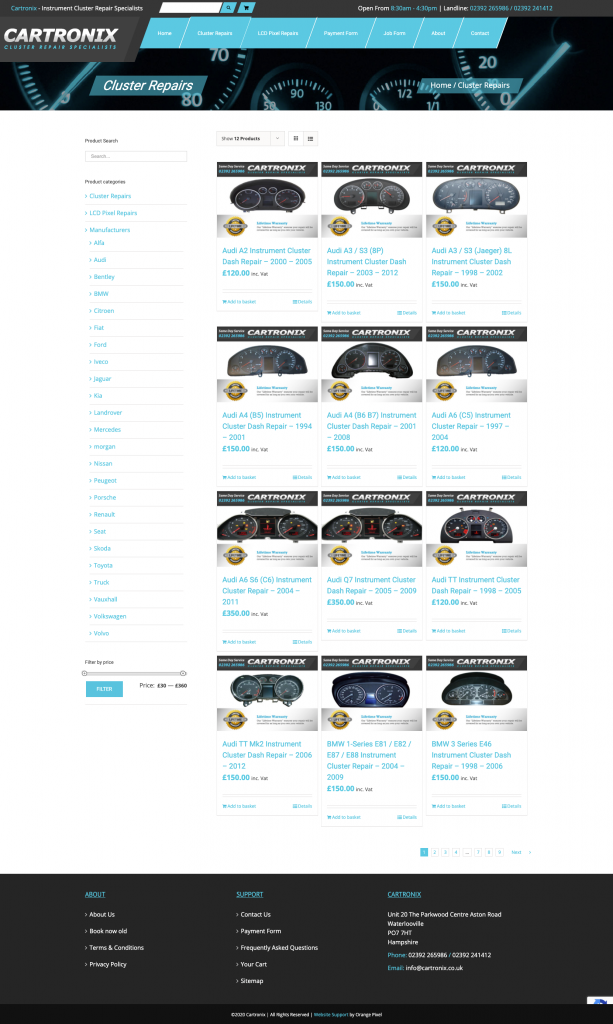 Cartronix - Instrument Cluster Repair Specialists
Open From 8:30am - 4:30pm | Landline: 02392 265986 / 02392 241412
CARTRONIX
CLUSTER REPAIR SPECIALISTS
Home
Cluster Repairs
LCD Pixel Repairs
Payment Form
Job Form
About
Contact
Cluster Repairs
Home / Cluster Repairs
Product Search
Search...
Product categories
Cluster Repairs
LCD Pixel Repairs
Manufacturers
Alfa
Audi
Bentley
BMW
Citroen
Fiat
Ford
Iveco
Jaguar
Kia
Landrover
Mercedes
morgan
Nissan
Peugeot
Porsche
Renault
Seat
Skoda
Toyota
Truck
Vauxhall
Volkswagen
Volvo
Filter by price
FILTER
Price: £30 — £360
Show 12 Products
Audi A2 Instrument Cluster
Dash Repair – 2000 – 2005
£120.00 inc. Vat
Add to basket
Details
Audi A3 / S3 (8P)
Instrument Cluster Dash
Repair – 2003 – 2012
£150.00 inc. Vat
Add to basket
Details
Audi A3 / S3 (Jaeger) 8L
Instrument Cluster Dash
Repair – 1998 – 2002
£150.00 inc. Vat
Add to basket
Details
Audi A4 (B5) Instrument
Cluster Dash Repair – 1994
– 2001
£150.00 inc. Vat
Add to basket
Details
Audi A4 (B6 B7) Instrument
Cluster Dash Repair – 2001
– 2008
£150.00 inc. Vat
Add to basket
Details
Audi A6 (C5) Instrument
Cluster Repair – 1997 –
2004
£120.00 inc. Vat
Add to basket
Details
Audi A6 S6 (C6) Instrument
Cluster Repair – 2004 –
2011
£350.00 inc. Vat
Add to basket
Details
Audi Q7 Instrument Cluster
Dash Repair – 2005 – 2009
£350.00 inc. Vat
Add to basket
Details
Audi TT Instrument Cluster
Dash Repair – 1998 – 2005
£120.00 inc. Vat
Add to basket
Details
Audi TT Mk2 Instrument
Cluster Dash Repair – 2006
– 2012
£150.00 inc. Vat
Add to basket
Details
BMW 1-Series E81 / E82 /
E87 / E88 Instrument
Cluster Repair – 2004 –
2009
£150.00 inc. Vat
Add to basket
Details
BMW 3 Series E46
Instrument Cluster Dash
Repair – 1998 – 2006
£150.00 inc. Vat
Add to basket
Details
1 2 3 4 ... 7 8 9 Next
ABOUT
About Us
Book now old
Terms & Conditions
Privacy Policy
SUPPORT
Contact Us
Payment Form
Frequently Asked Questions
Your Cart
Sitemap
CARTRONIX
Unit 20 The Parkwood Centre Aston Road
Waterlooville
PO7 7HT
Hampshire
Phone: 02392 265986 / 02392 241412
Email: info@cartronix.co.uk
©2020 Cartronix | All Rights Reserved | Website Support by Orange Pixel